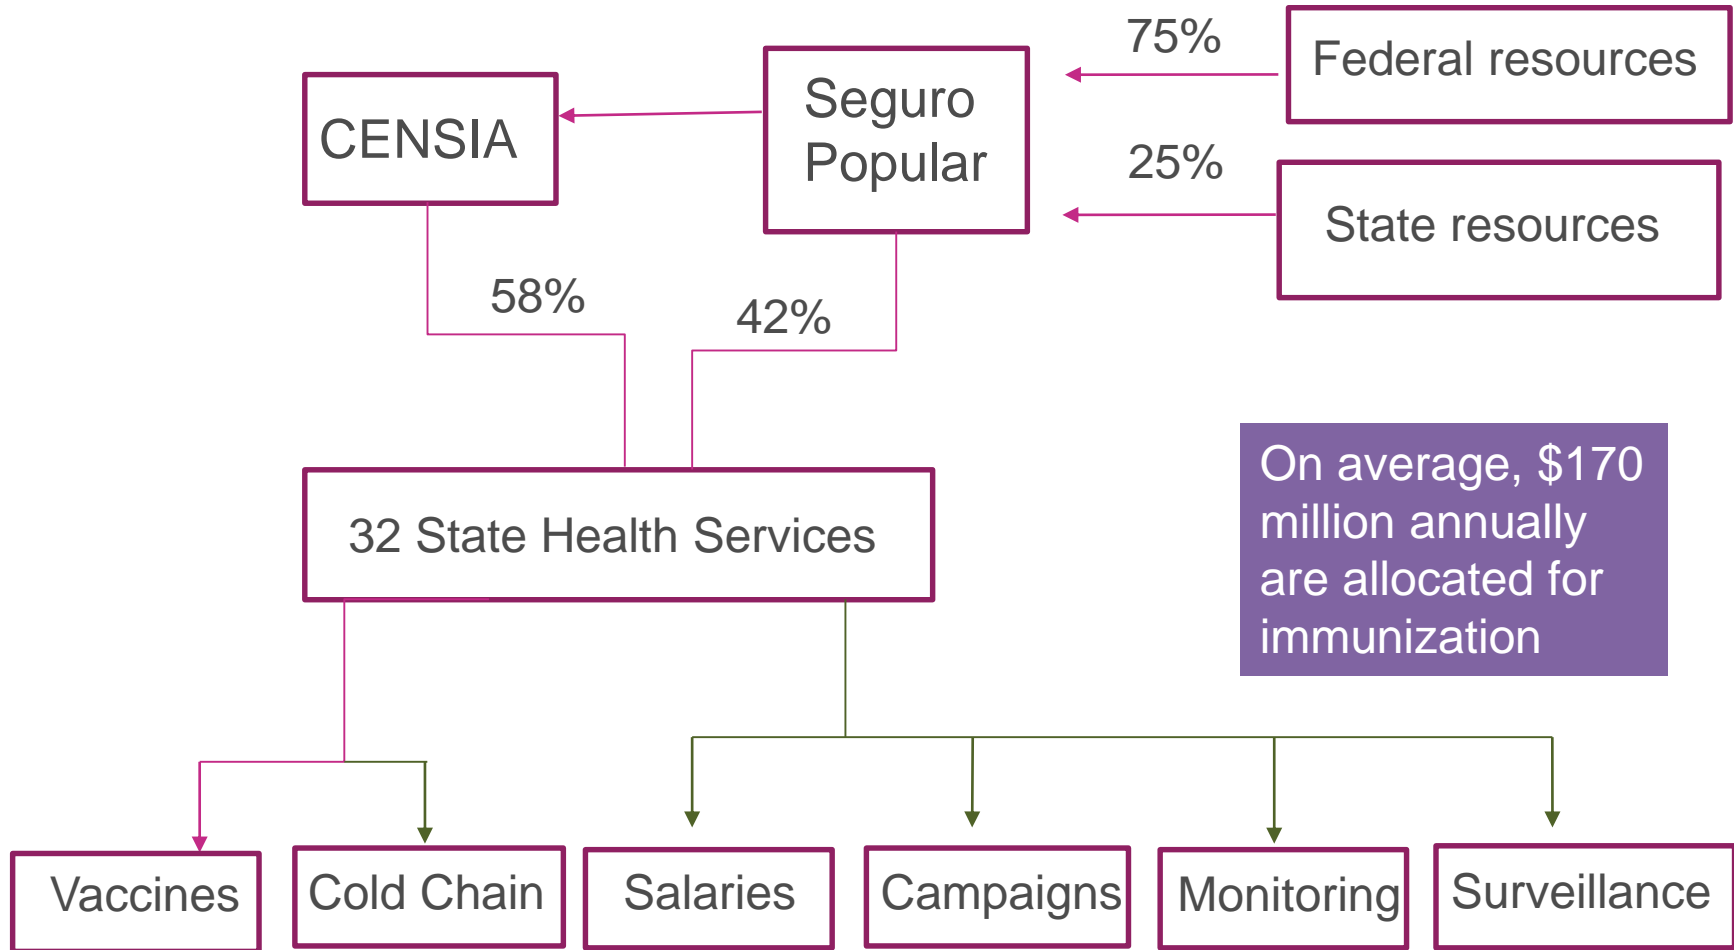 75%
Federal resources
CENSIA
Seguro
Popular
25%
State resources
58%
42%
32 State Health Services
On average, $170
million annually
are allocated for
immunization
Vaccines
Cold Chain
Salaries
Campaigns
Monitoring
Surveillance